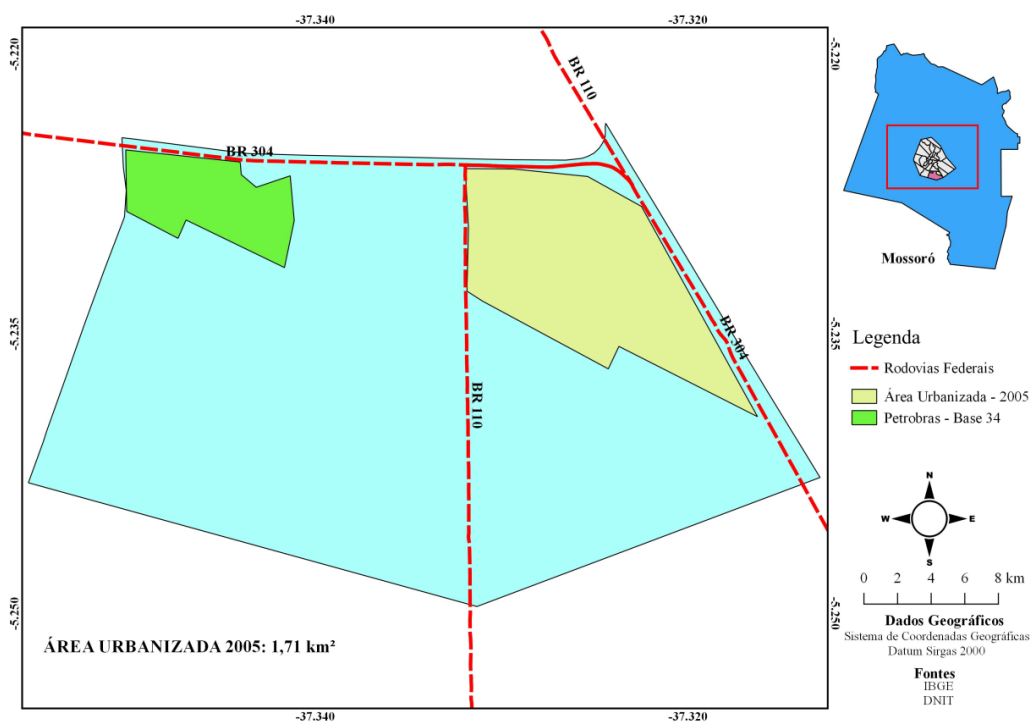 -37.340
-37.320
-5.220
-5.220
BR 110
BR 304
BR 304
BR 110
-5.235
-5.235
-5.250
-5.250
ÁREA URBANIZADA 2005: 1,71 km²
-37.340
-37.320
Mossoró
Legenda
Rodovias Federais
Área Urbanizada - 2005
Petrobras - Base 34
N
W
E
S
0 2 4 6 8 km
Dados Geográficos
Sistema de Coordenadas Geográficas
Datum Sirgas 2000
Fontes
IBGE
DNIT